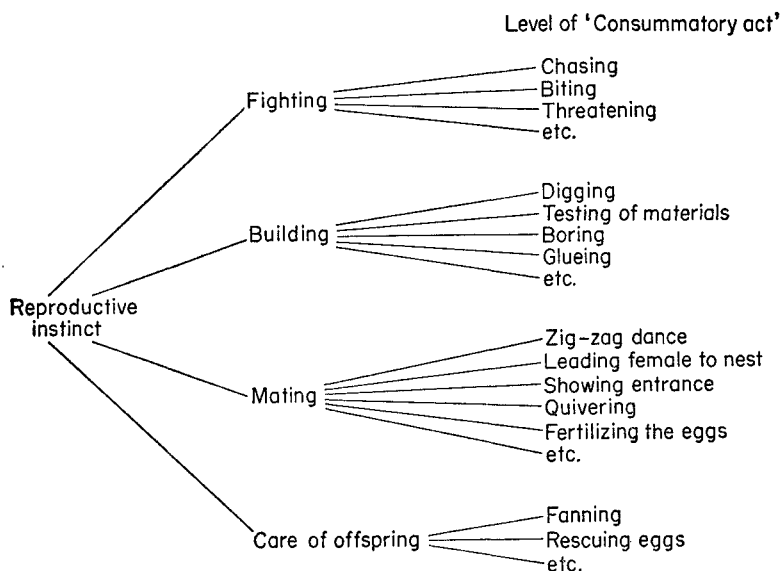 Level of 'Consummatory act'
Fighting
Chasing
Biting
Threatening
etc.
Building
Digging
Testing of materials
Boring
Glueing
etc.
Reproductive
instinct
Mating
Zig-zag dance
Leading female to nest
Showing entrance
Quivering
Fertilizing the eggs
etc.
Care of offspring
Fanning
Rescuing eggs
etc.